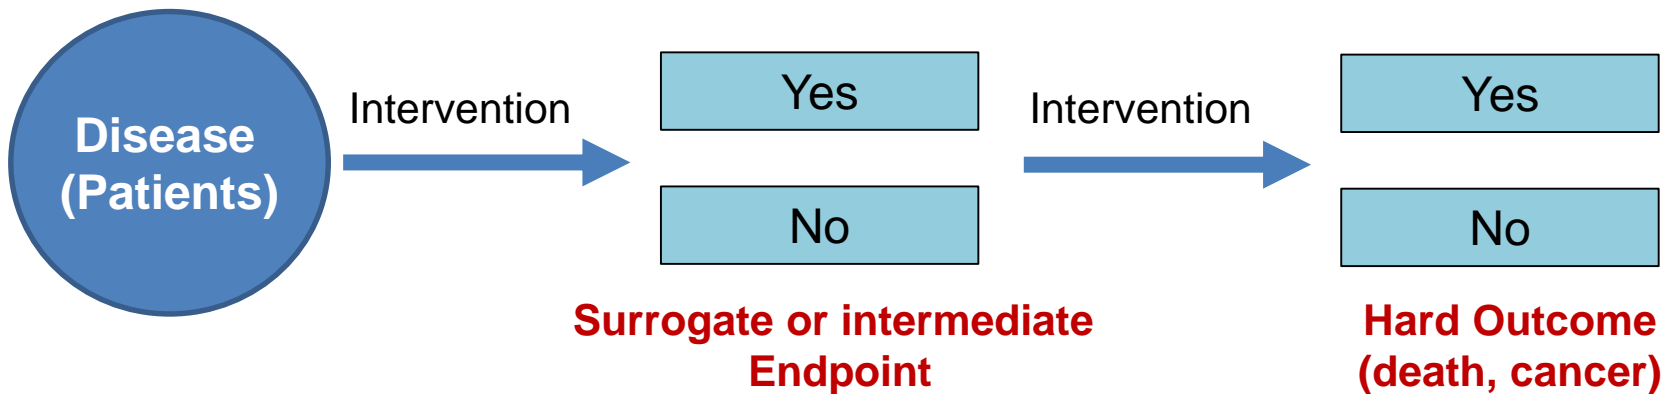 Disease
(Patients)
Intervention
Yes
No
Surrogate or intermediate
Endpoint
Intervention
Yes
No
Hard Outcome
(death, cancer)